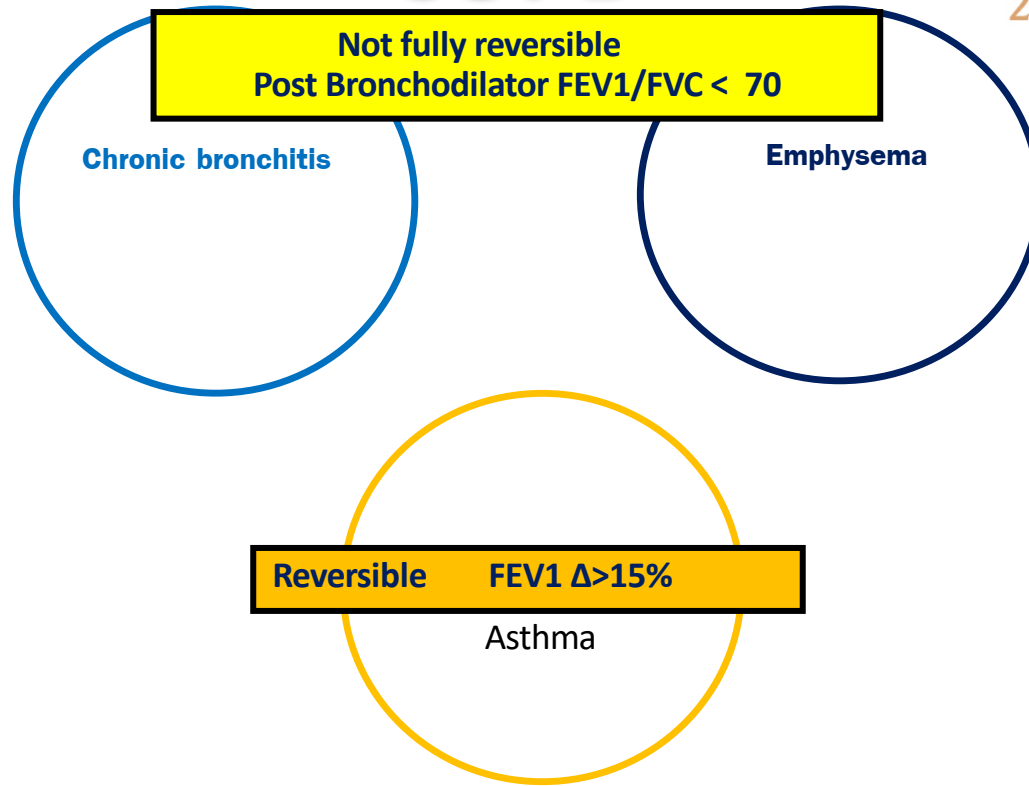 Not fully reversible
Post Bronchodilator FEV1/FVC < 70
Chronic bronchitis
Emphysema
Reversible FEV1 Δ>15%
Asthma